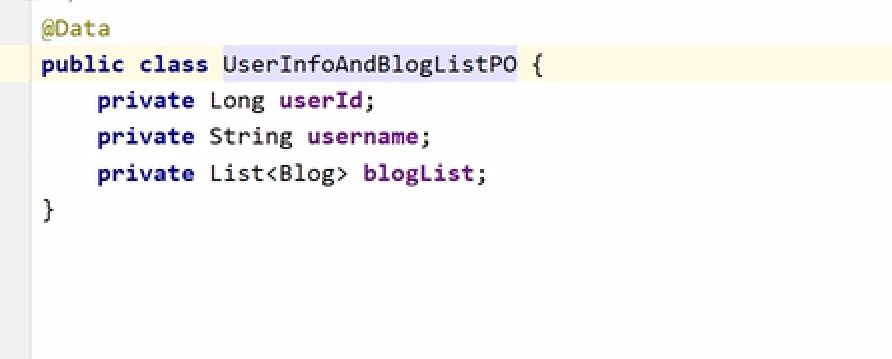 @Data
public class UserInfoAndBlogListPO {
    private Long userId;
    private String username;
    private List<Blog> blogList;
}